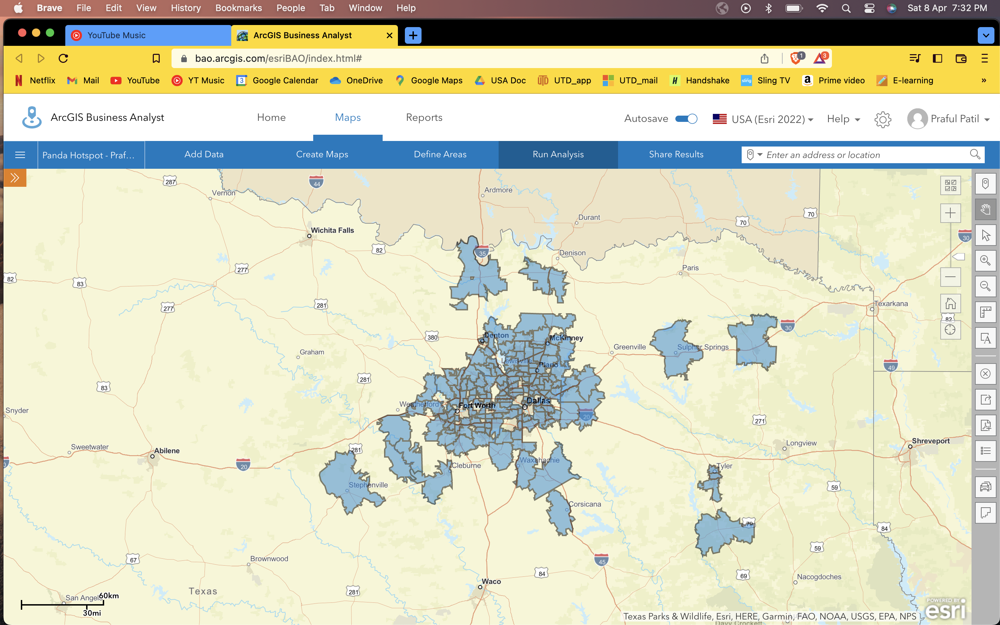 Brave File Edit View History Bookmarks People Tab Window Help Sat 8 Apr 7:32 PM
YouTube Music ArcGIS Business Analyst
bao.arcgis.com/esriBAO/index.html# 1 3
Netflix Mail YouTube YT Music 3 Google Calendar OneDrive Google Maps USA Doc UTD UTD_app UTD_mail H Handshake sling Sling TV a Prime video E-learning »
ArcGIS Business Analyst Home Maps Reports Autosave USA (Esri 2022) Help Praful Patil
Panda Hotspot - Praf... Add Data Create Maps Define Areas Run Analysis Share Results Enter an address or location
287
44
Vernon
Ardmore
Durant
70
70
Wichita Falls
30
82
35
Denison
277
Paris
82
83
277
281
Texarkana
82
30
Denton
380
McKinney
Graham
Greenville
Sulphur Springs
Lewisville
Plano
49
281
83
Weatherford
Fort Worth
Dallas
Snyder
20
271
Sweetwater
Abilene
281
Longview
Shreveport
20
Waxahachie
Cleburne
Tyler
Stephenville
59
Corsicana
79
84
67
Brownwood
45
59
84
69
Nacogdoches
Waco
Texas
281
San Angel
60km
30mi
POWERED BY
esri
Texas Parks & Wildlife, Esri, HERE, Garmin, FAO, NOAA, USGS, EPA, NPS